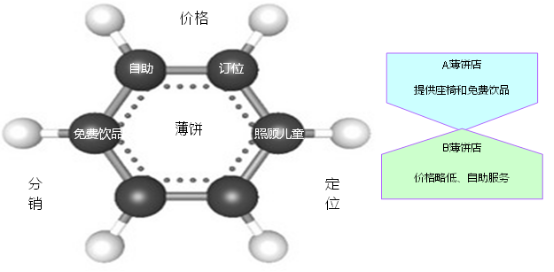 价格
自助
订位
免费饮品
薄饼
照顾儿童
分
销
定
位
A薄饼店
提供座椅和免费饮品
B薄饼店
价格略低、自助服务